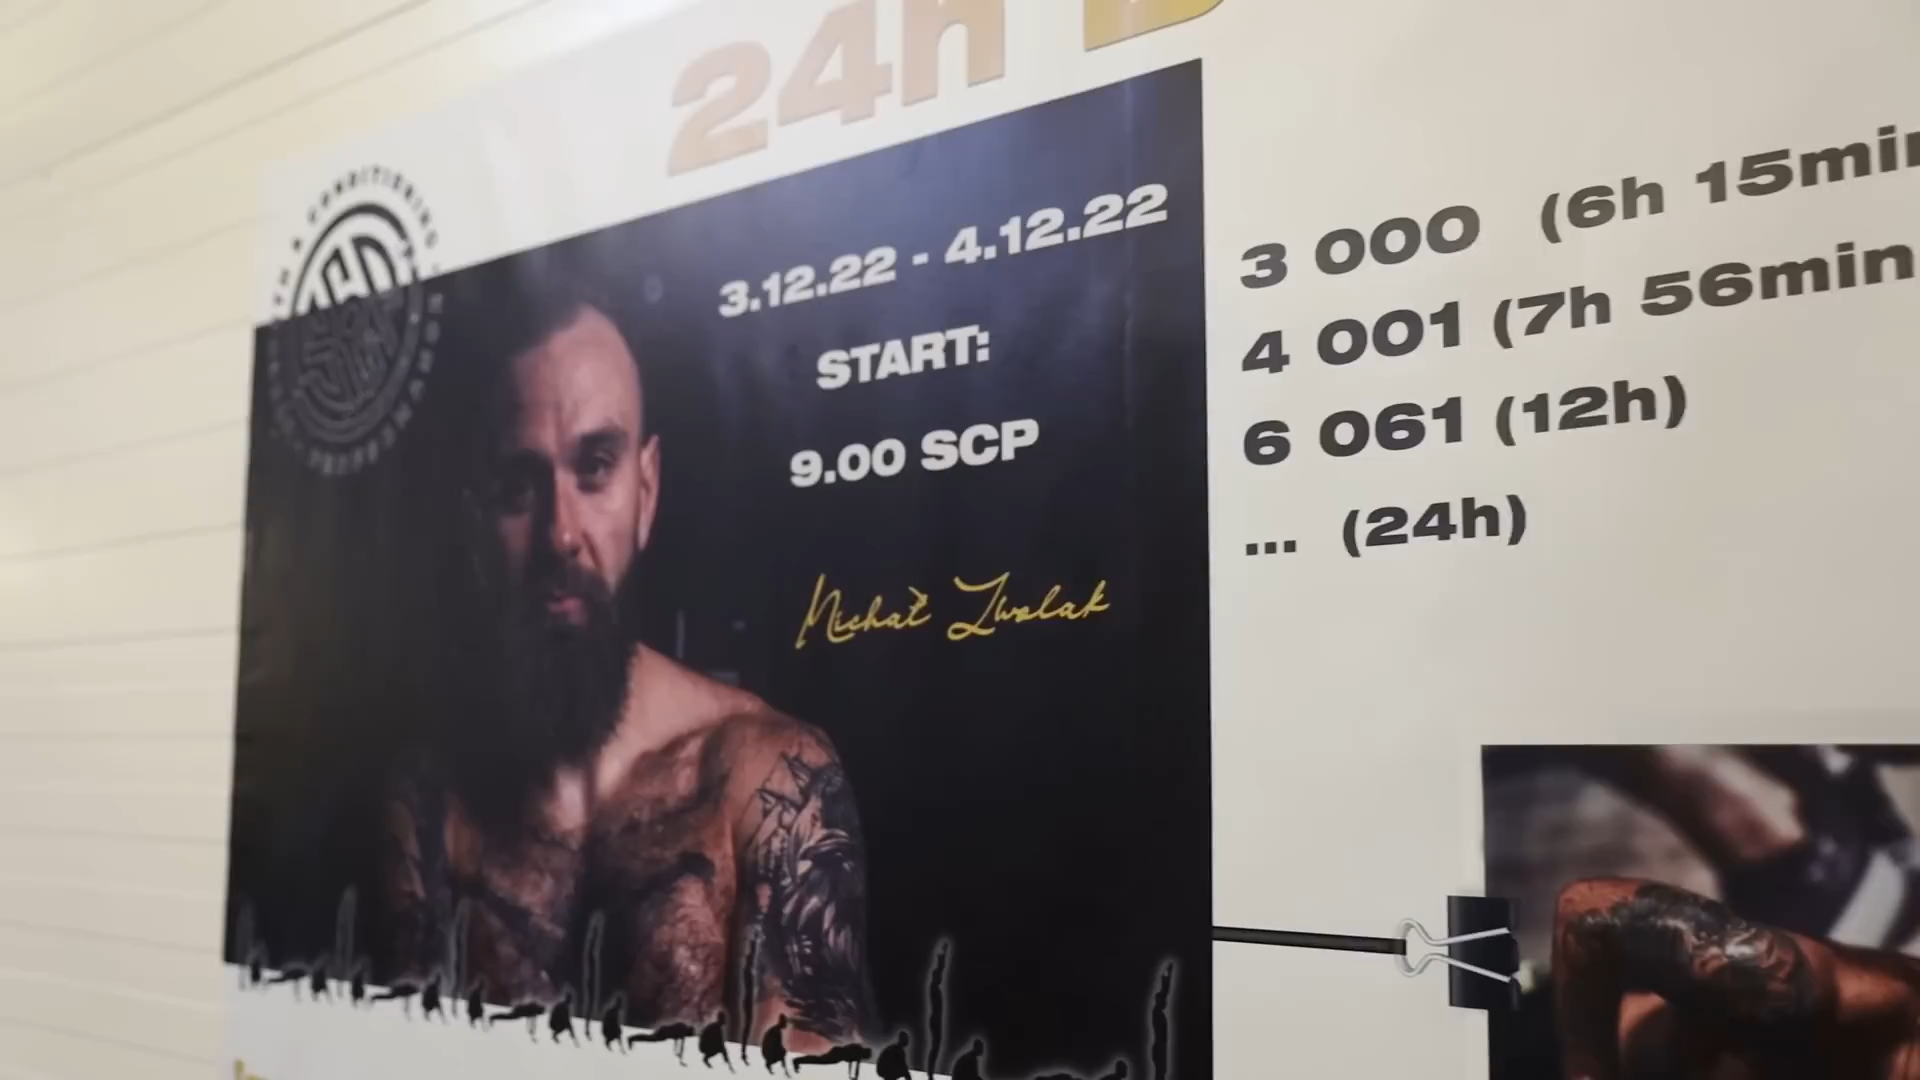 24h
3.12.22 - 4.12.22
START:
9.00 SCP
Michał Zwolak
3 000 (6h 15min
4 001 (7h 56min
6 061 (12h)
... (24h)